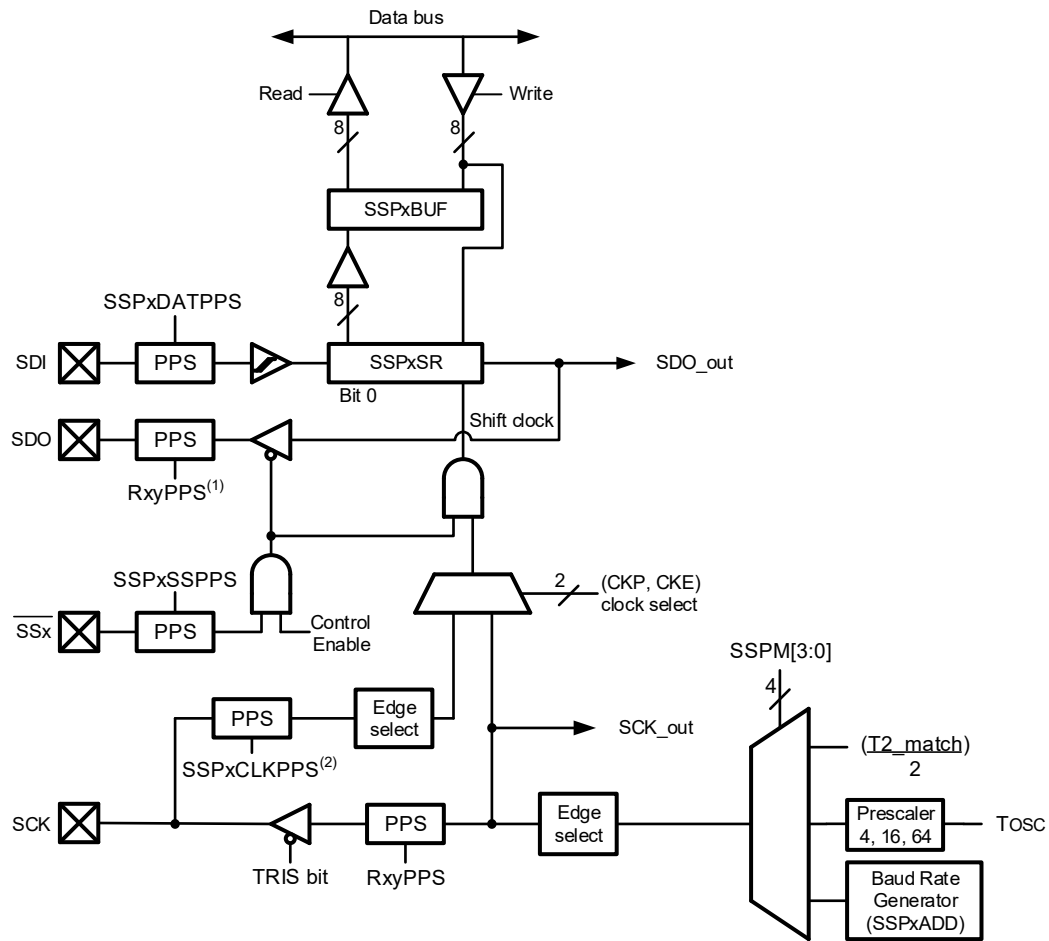 Data bus
Read
Write
8
8
SSPxBUF
8
SSPxDATPPS
SDI
PPS
SSPxSR
SDO_out
Bit 0
Shift clock
SDO
PPS
RxyPPS(1)
SSPxSSPPS
2
(CKP, CKE)
clock select
SSx
PPS
Control
Enable
SSPM[3:0]
4
PPS
Edge
select
SCK_out
(T2_match)
2
SSPxCLKPPS(2)
SCK
PPS
Edge
select
Prescaler
4, 16, 64
TOSC
TRIS bit
RxyPPS
Baud Rate
Generator
(SSPxADD)